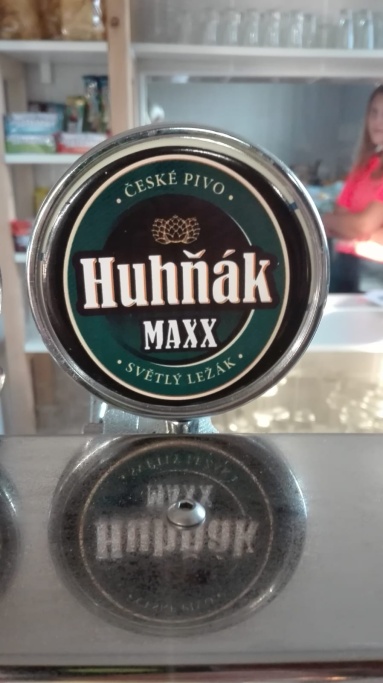 · ČESKÉ PIVO ·
Huhňák
MAXX
· SVĚTLÝ LEŽÁK ·